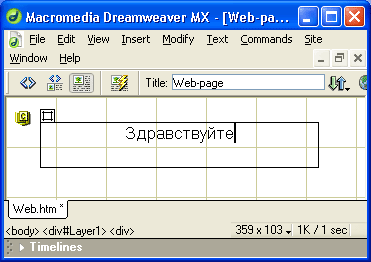 Macromedia Dreamweaver MX - [Web-pa...
File Edit View Insert Modify Text Commands Site
Window Help
Title: Web-page
Здравствуйте
Web.htm*
<body> <div#Layer1> <div> 359 x 103 1K / 1 sec
Timelines